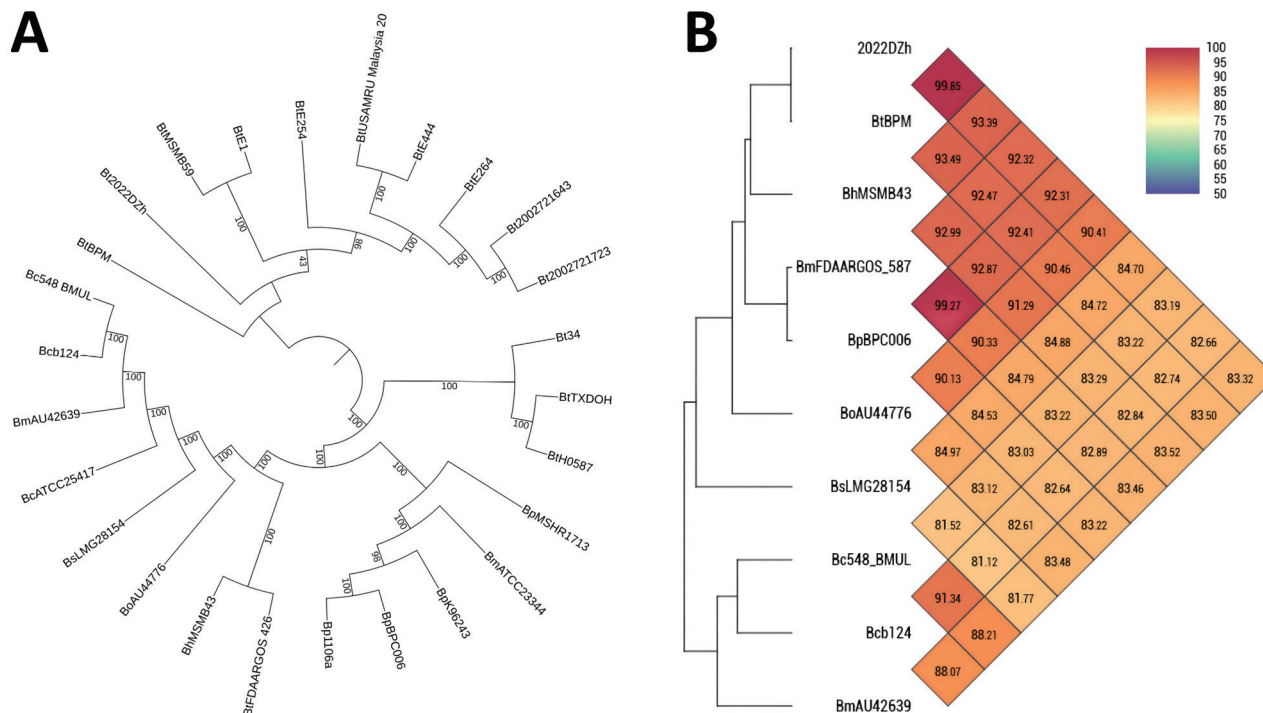 A
BtUSAMRU Malaysia 20
BtE254
BtE444
BtE1
BtMSMB59
BtE264
Bt2022DZh
Bt2002721643
Bt2002721723
BtBPM
Bc548 BMUL
Bcb124
BmAU42639
BcATCC25417
BsLMG28154
BoAU44776
BhMSMB43
BtFDAARGOS 426
Bp1106a
BpBPC006
BpK96243
BmATCC23344
BpMSHR1713
BtH0587
BtTXDOH
Bt34
100
100
98
100
100
100
43
100
100
100
100
100
100
100
100
100
100
100
100
100
98
100
100
B
2022DZh
99.85
BtBPM
93.39
93.49 92.32
BhMSMB43
92.47 92.31
92.99 92.41 90.41
BmFDAARGOS_587
92.87 90.46 84.70
99.27 91.29 84.72 83.19
BpBPC006
90.33 84.88 83.22 82.66
90.13 84.79 83.29 82.74 83.32
BoAU44776
84.53 83.22 82.84 83.50
84.97 83.03 82.89 83.52
BsLMG28154
83.12 82.64 83.46
81.52 82.61 83.22
Bc548_BMUL
81.12 83.48
91.34 81.77
Bcb124
88.21
88.07
BmAU42639
100
95
90
85
80
75
70
65
60
55
50